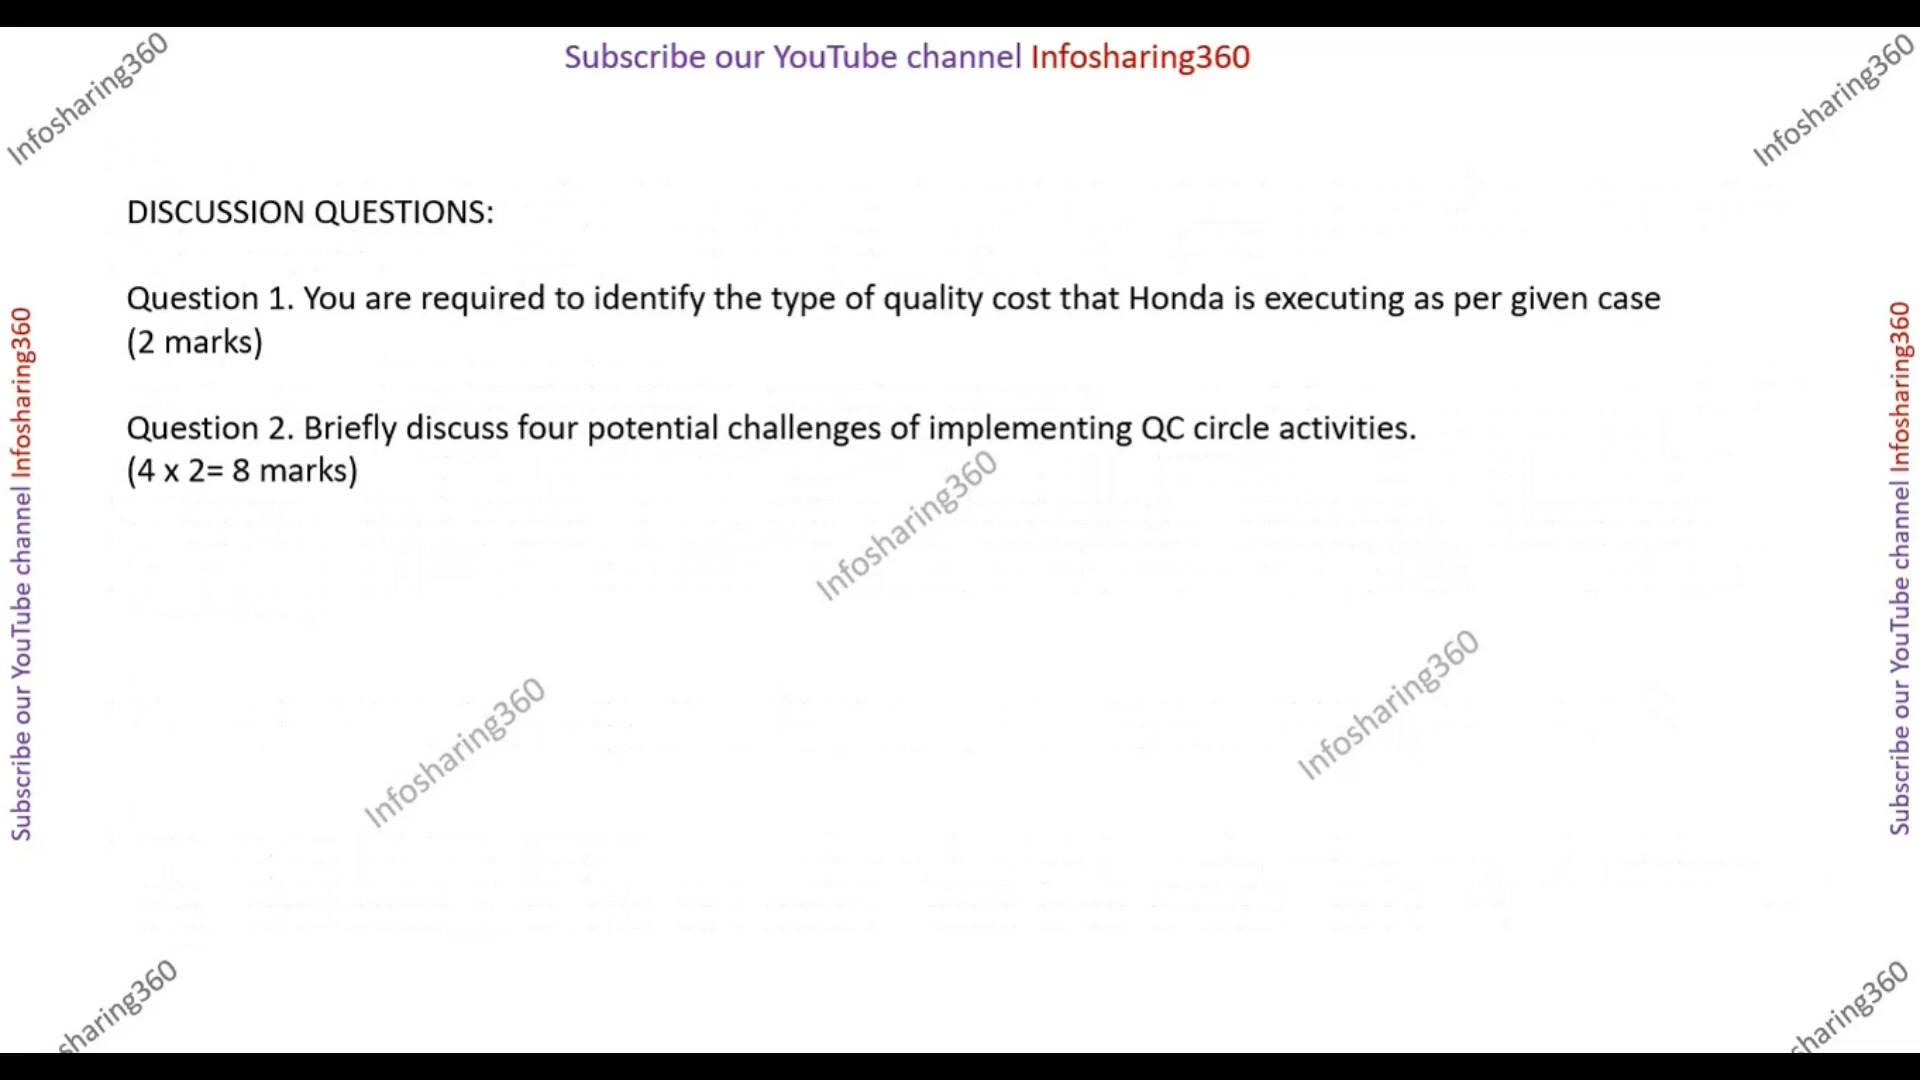 Subscribe our YouTube channel Infosharing360
Infosharing360
Infosharing360
DISCUSSION QUESTIONS:
Question 1. You are required to identify the type of quality cost that Honda is executing as per given case
(2 marks)
Question 2. Briefly discuss four potential challenges of implementing QC circle activities.
(4 x 2= 8 marks)
Subscribe our YouTube channel Infosharing360
Subscribe our YouTube channel Infosharing360
Infosharing360
Infosharing360
Infosharing360
sharing360
sharing360